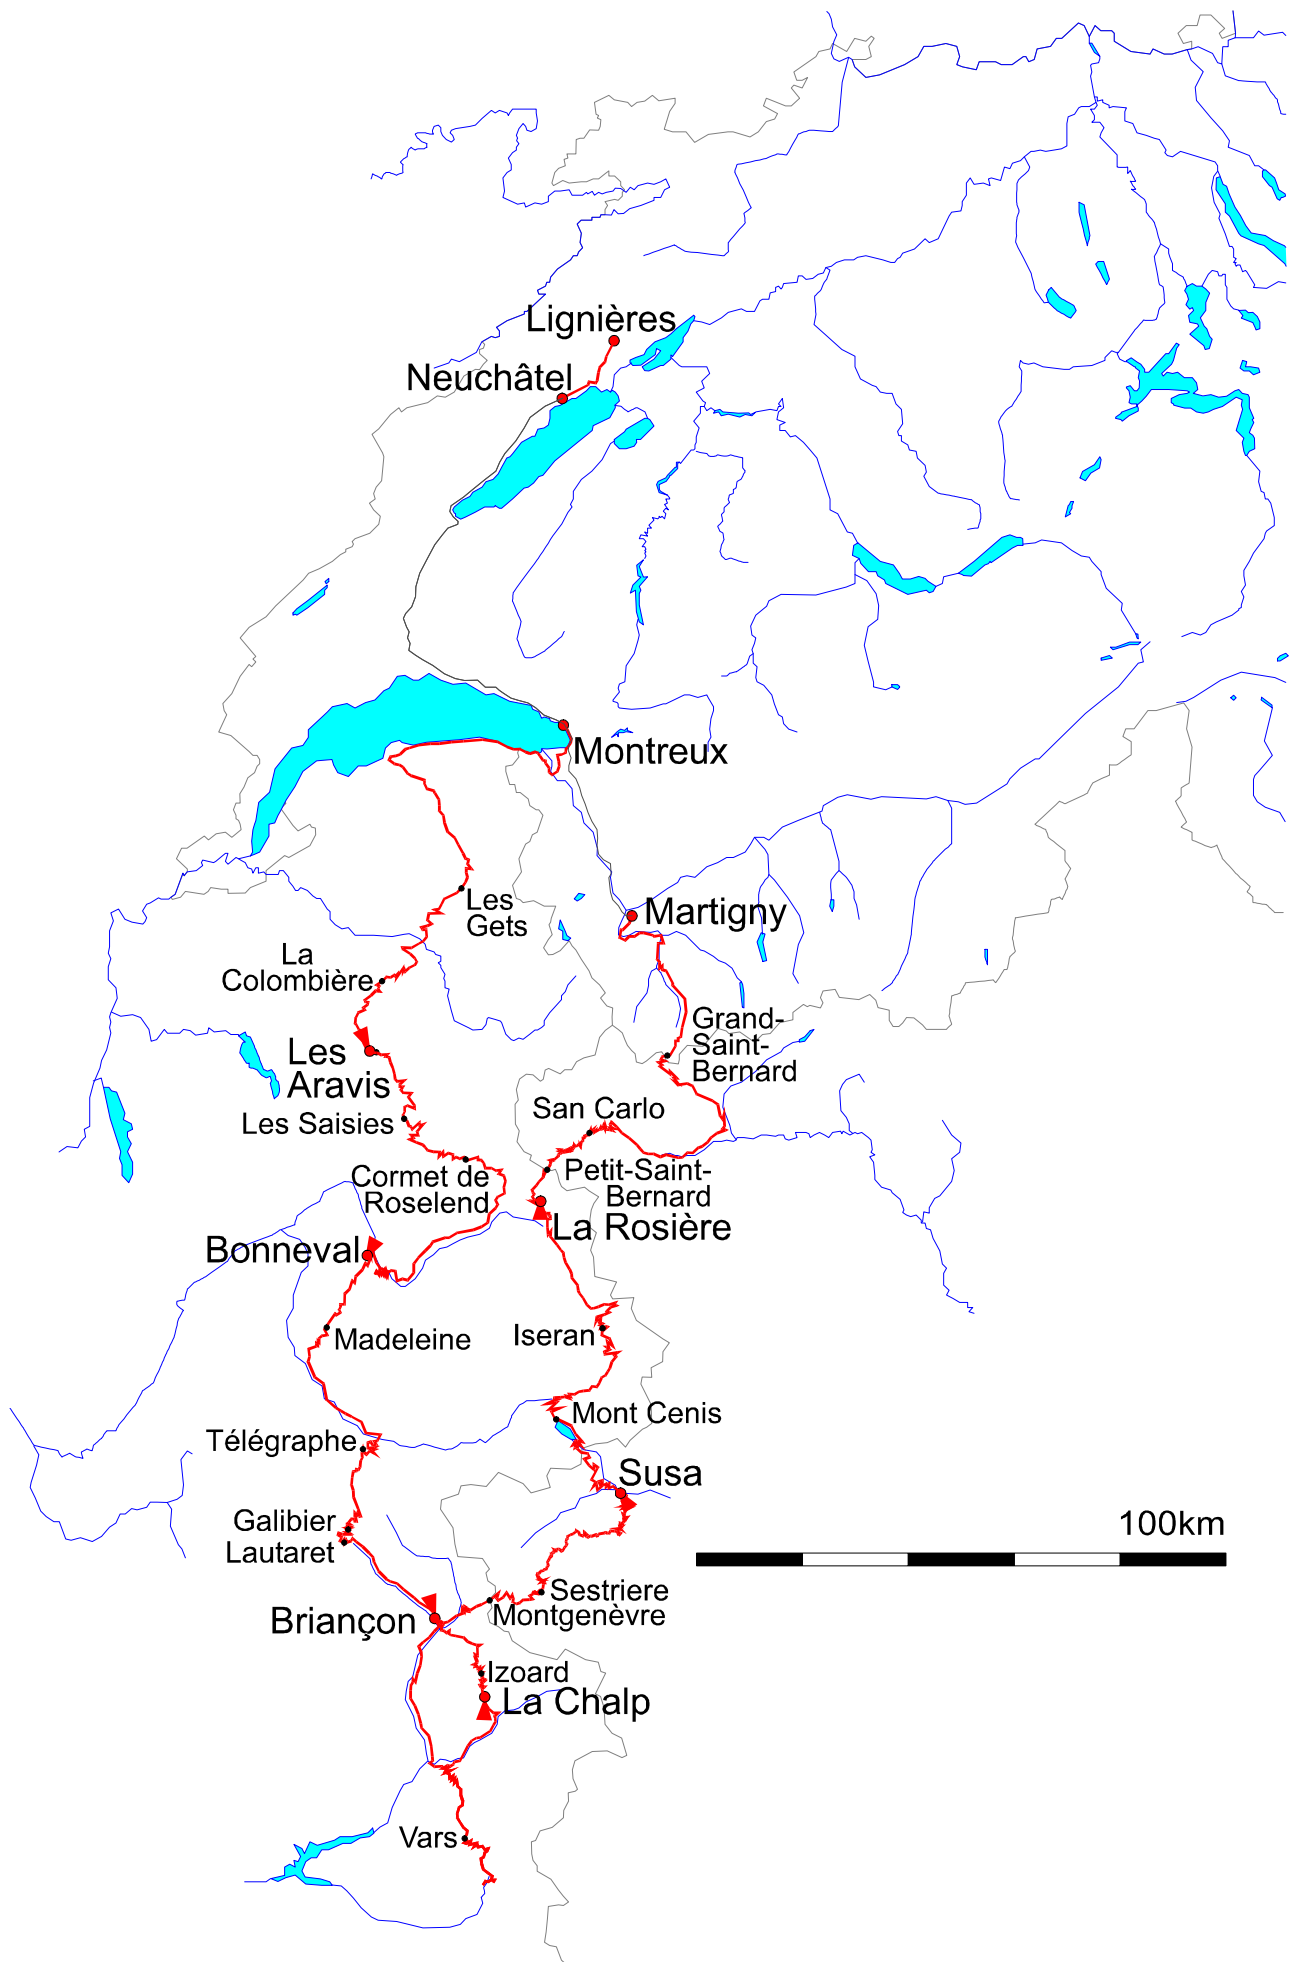 Lignières
Neuchâtel
Montreux
Les
Gets
Martigny
La
Colombière
Grand-
Saint-
Bernard
Les
Aravis
San Carlo
Les Saisies
Petit-Saint-
Bernard
Cormet de
Roselend
La Rosière
Bonneval
Madeleine
Iseran
Mont Cenis
Télégraphe
Susa
Galibier
100km
Lautaret
Sestriere
Montgenèvre
Briançon
Izoard
La Chalp
Vars